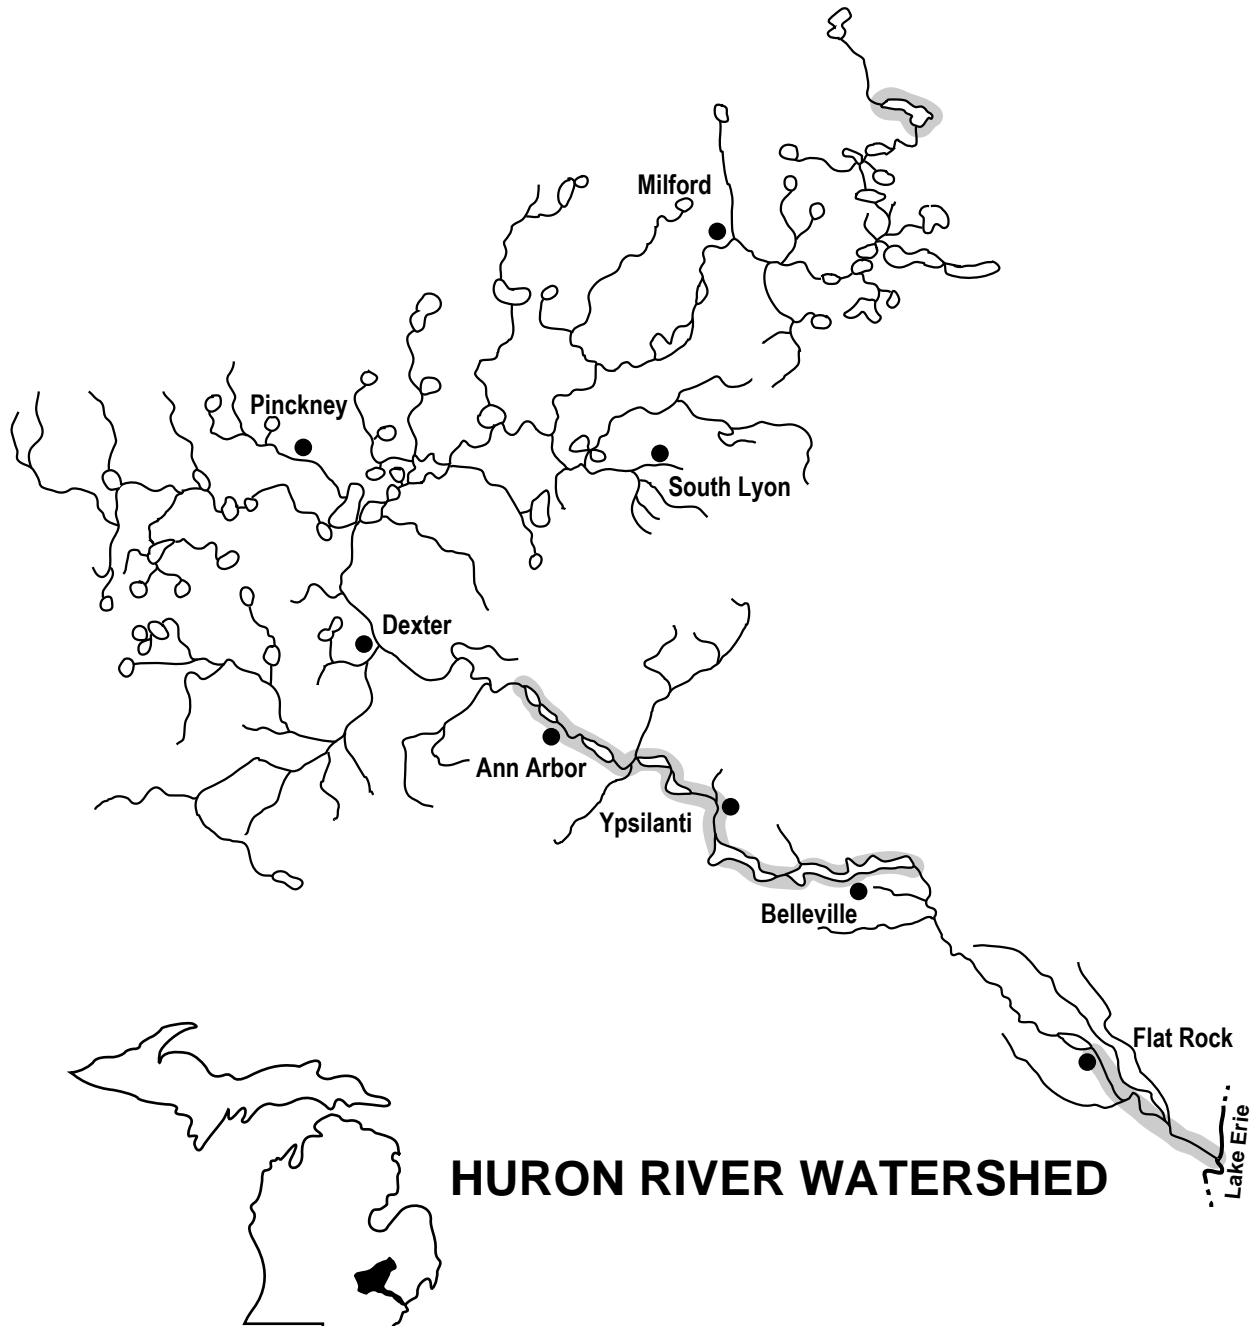 Milford
Pinckney
South Lyon
Dexter
Ann Arbor
Ypsilanti
Belleville
Flat Rock
Lake Erie
HURON RIVER WATERSHED